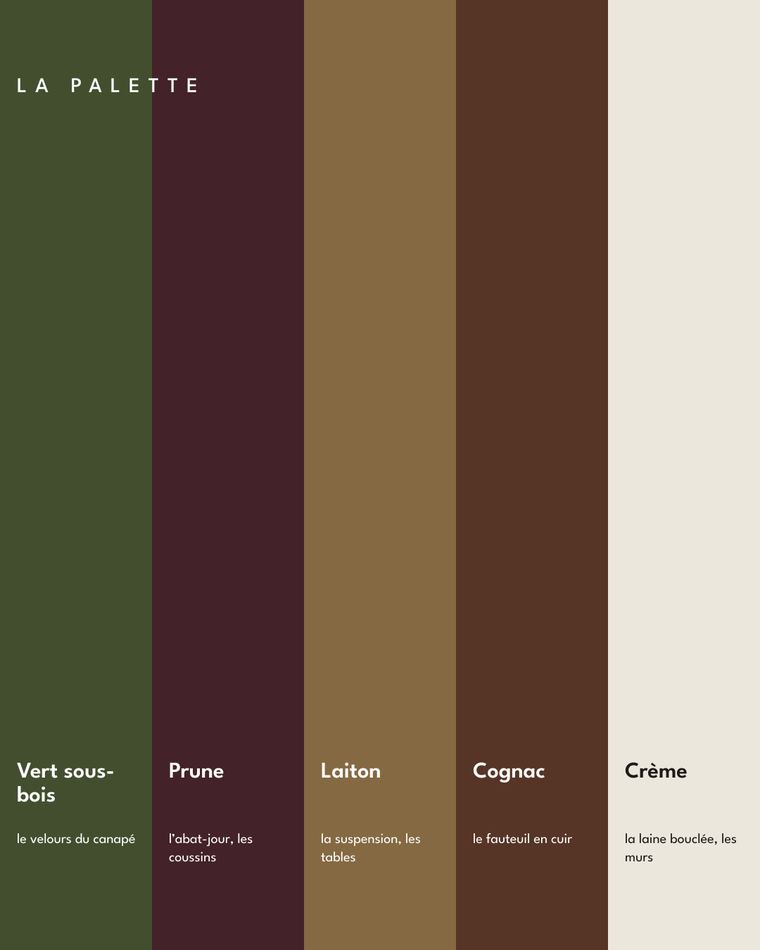 LA PALETTE
Vert sous-
bois
le velours du canapé
Prune
l’abat-jour, les
coussins
Laiton
la suspension, les
tables
Cognac
le fauteuil en cuir
Crème
la laine bouclée, les
murs